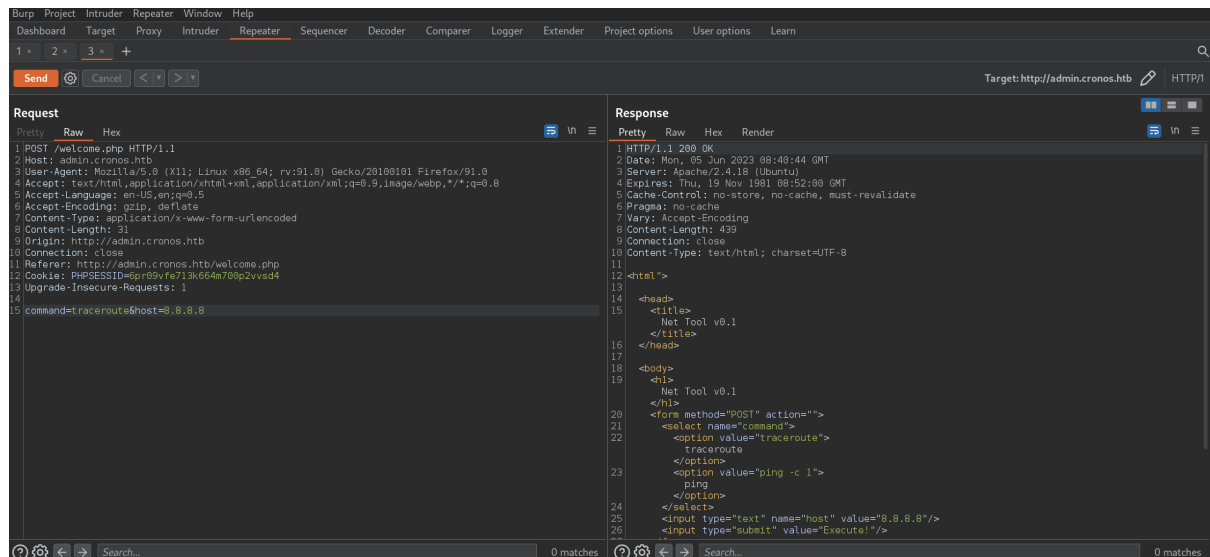 Burp Project Intruder Repeater Window Help
Dashboard Target Proxy Intruder Repeater Sequencer Decoder Comparer Logger Extender Project options User options Learn
1 × 2 × 3 × +
Send Cancel < > Target: http://admin.cronos.htb HTTP/1
Request
Pretty Raw Hex \n
1 POST /welcome.php HTTP/1.1
2 Host: admin.cronos.htb
3 User-Agent: Mozilla/5.0 (X11; Linux x86_64; rv:91.0) Gecko/20100101 Firefox/91.0
4 Accept: text/html,application/xhtml+xml,application/xml;q=0.9,image/webp,*/*;q=0.8
5 Accept-Language: en-US,en;q=0.5
6 Accept-Encoding: gzip, deflate
7 Content-Type: application/x-www-form-urlencoded
8 Content-Length: 31
9 Origin: http://admin.cronos.htb
10 Connection: close
11 Referer: http://admin.cronos.htb/welcome.php
12 Cookie: PHPSESSID=6pr09vfe713k664m708p2vvsd4
13 Upgrade-Insecure-Requests: 1
14
15 command=traceroute&host=8.8.8.8
Search... 0 matches
Response
Pretty Raw Hex Render \n
1 HTTP/1.1 200 OK
2 Date: Mon, 05 Jun 2023 08:40:44 GMT
3 Server: Apache/2.4.18 (Ubuntu)
4 Expires: Thu, 19 Nov 1981 08:52:00 GMT
5 Cache-Control: no-store, no-cache, must-revalidate
6 Pragma: no-cache
7 Vary: Accept-Encoding
8 Content-Length: 439
9 Connection: close
10 Content-Type: text/html; charset=UTF-8
11
12 <html">
13
14 <head>
15 <title>
Net Tool v0.1
</title>
16 </head>
17
18 <body>
19 <h1>
Net Tool v0.1
</h1>
20 <form method="POST" action="">
21 <select name="command">
22 <option value="traceroute">
traceroute
</option>
23 <option value="ping -c 1">
ping
</option>
24 </select>
25 <input type="text" name="host" value="8.8.8.8"/>
26 <input type="submit" value="Execute!"/>
Search... 0 matches